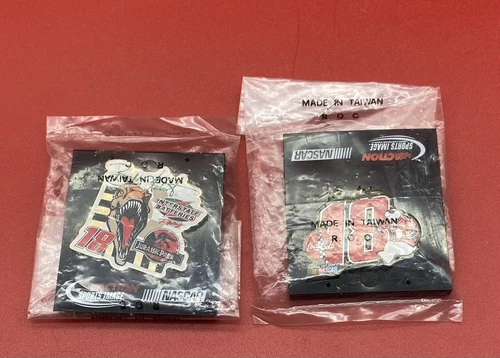 R O C
MADE IN TAIWAN
INTERSTATE
BATTERIES
18
JURASSIC PARK
SPORTS IMAGE
NASCAR
MADE IN TAIWAN
R O C
ACTION
SPORTS IMAGE
NASCAR
18
MADE IN TAIWAN
R O C
NASCAR